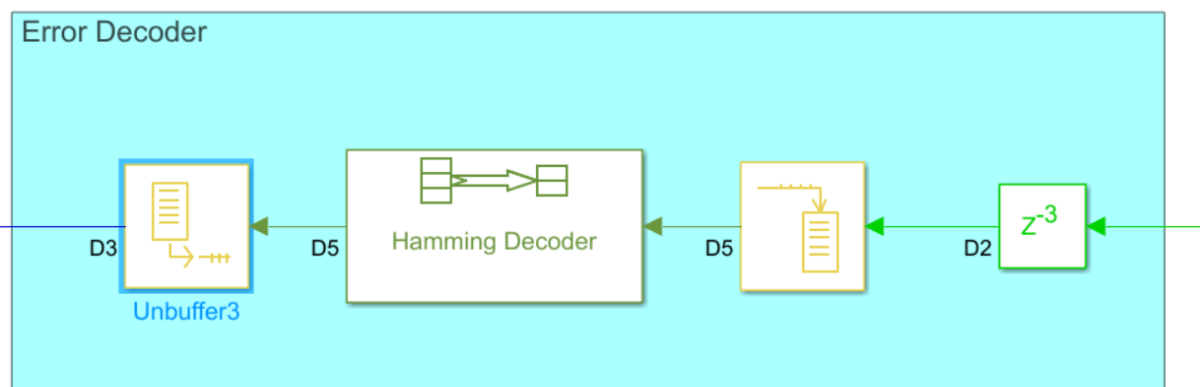 Error Decoder
D3
Unbuffer3
D5
Hamming Decoder
D5
D2
Z-3